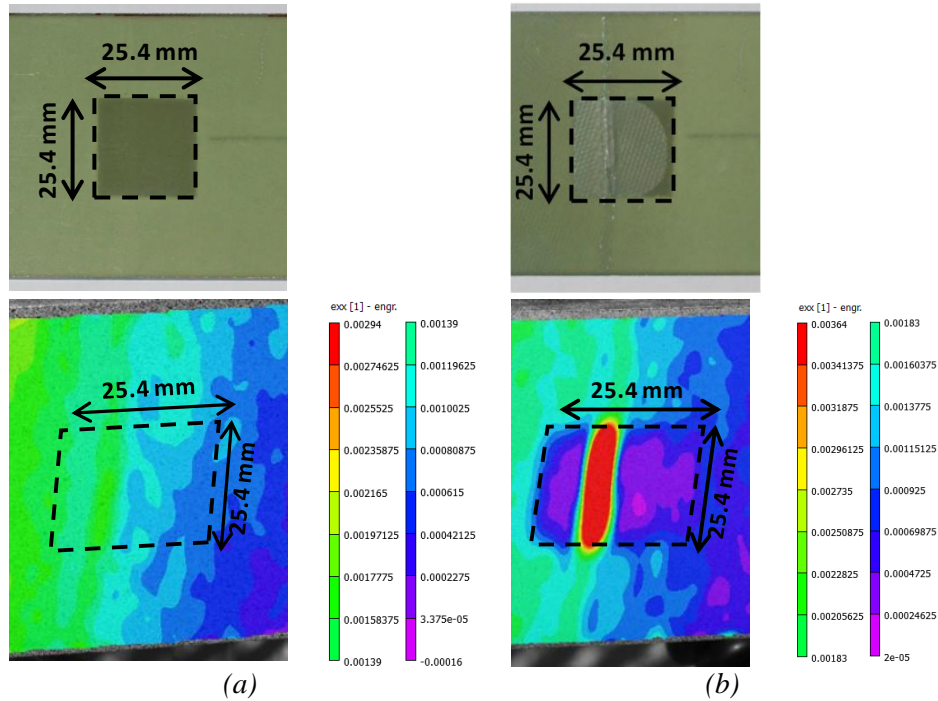 25.4 mm
25.4 mm
25.4 mm
25.4 mm
25.4 mm
25.4 mm
exx [1] - engr.
0.00294
0.00139
0.00274625
0.00119625
0.0025525
0.0010025
0.00235875
0.00080875
0.002165
0.000615
0.00197125
0.00042125
0.0017775
0.0002275
0.00158375
3.375e-05
0.00139
-0.00016
25.4 mm
25.4 mm
exx [1] - engr.
0.00364
0.00183
0.00341375
0.00160375
0.0031875
0.0013775
0.00296125
0.00115125
0.002735
0.000925
0.00250875
0.00069875
0.0022825
0.0004725
0.00205625
0.00024625
0.00183
2e-05
(a)
(b)